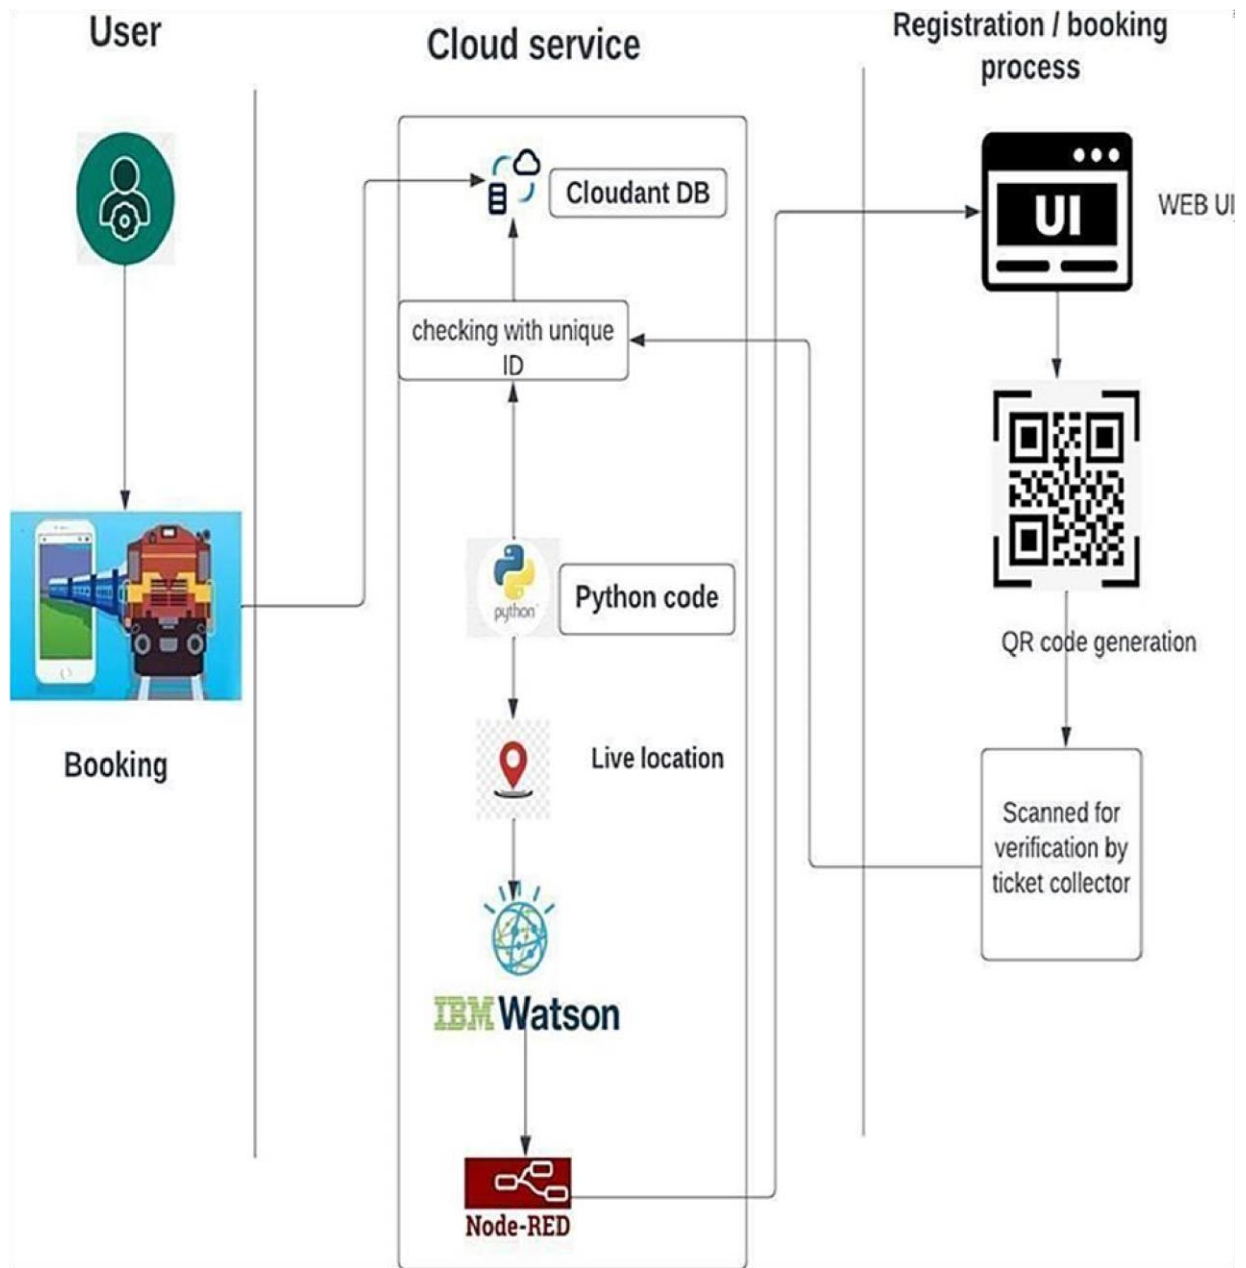 User
Cloud service
Registration / booking
process
Cloudant DB
UI
WEB UI
checking with unique
ID
python
Python code
QR code generation
Live location
Booking
Scanned for
verification by
ticket collector
IBM Watson
Node-RED